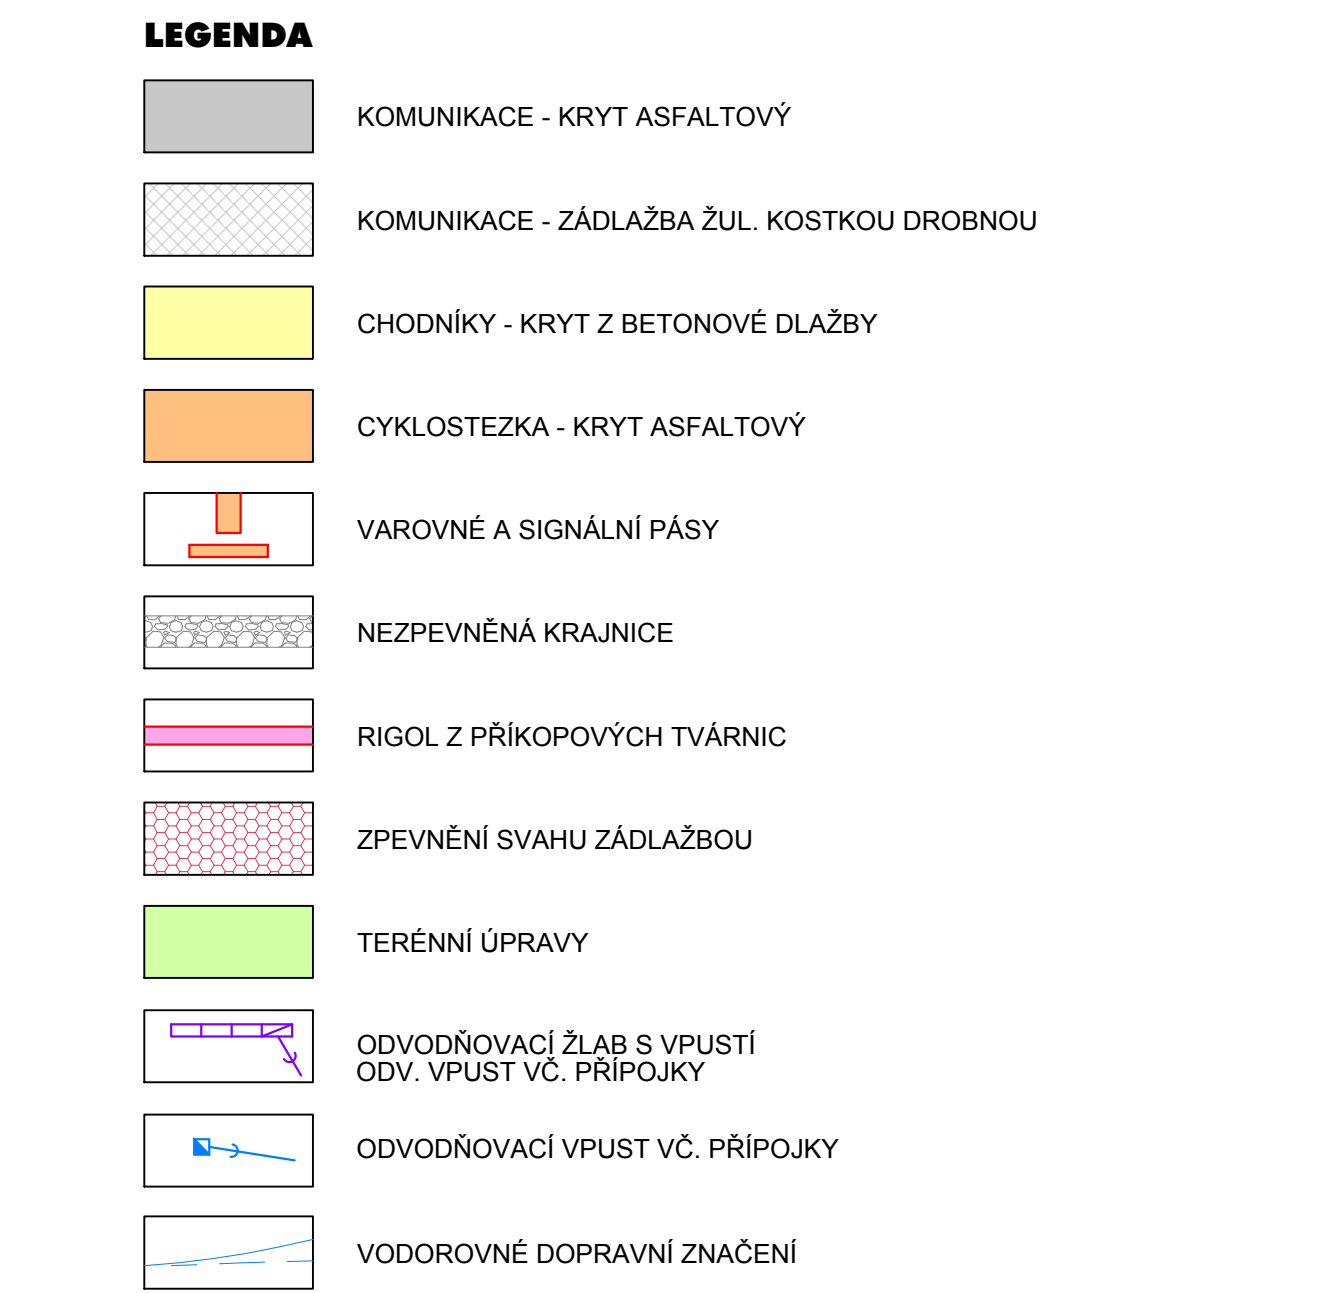 LEGENDA
KOMUNIKACE - KRYT ASFALTOVÝ
KOMUNIKACE - ZÁDLAŽBA ŽUL. KOSTKOU DROBNOU
CHODNÍKY - KRYT Z BETONOVÉ DLAŽBY
CYKLOSTEZKA - KRYT ASFALTOVÝ
VAROVNÉ A SIGNÁLNÍ PÁSY
NEZPEVNĚNÁ KRAJNICE
RIGOL Z PŘÍKOPOVÝCH TVÁRNIC
ZPEVNĚNÍ SVAHU ZÁDLAŽBOU
TERÉNNÍ ÚPRAVY
ODVODŇOVACÍ ŽLAB S VPUSTÍ
ODV. VPUST VČ. PŘÍPOJKY
ODVODŇOVACÍ VPUST VČ. PŘÍPOJKY
VODOROVNÉ DOPRAVNÍ ZNAČENÍ